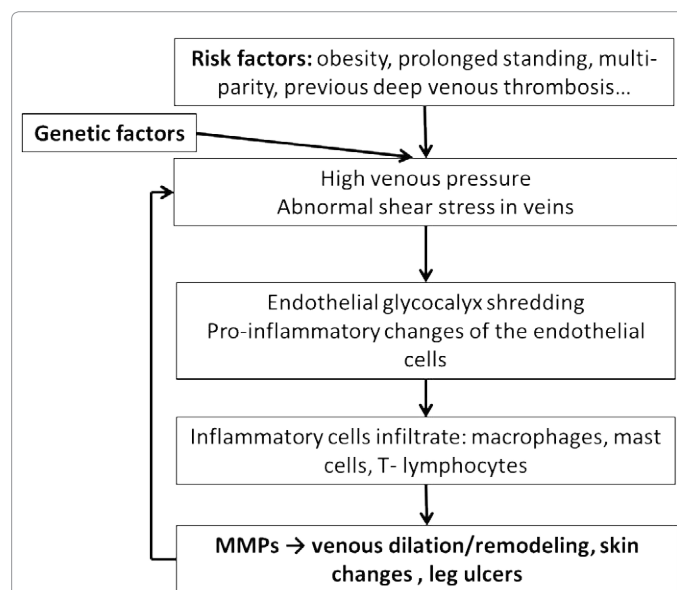 Risk factors: obesity, prolonged standing, multi-
parity, previous deep venous thrombosis...
Genetic factors
High venous pressure
Abnormal shear stress in veins
Endothelial glycocalyx shredding
Pro-inflammatory changes of the endothelial
cells
Inflammatory cells infiltrate: macrophages, mast
cells, T- lymphocytes
MMPs → venous dilation/remodeling, skin
changes , leg ulcers